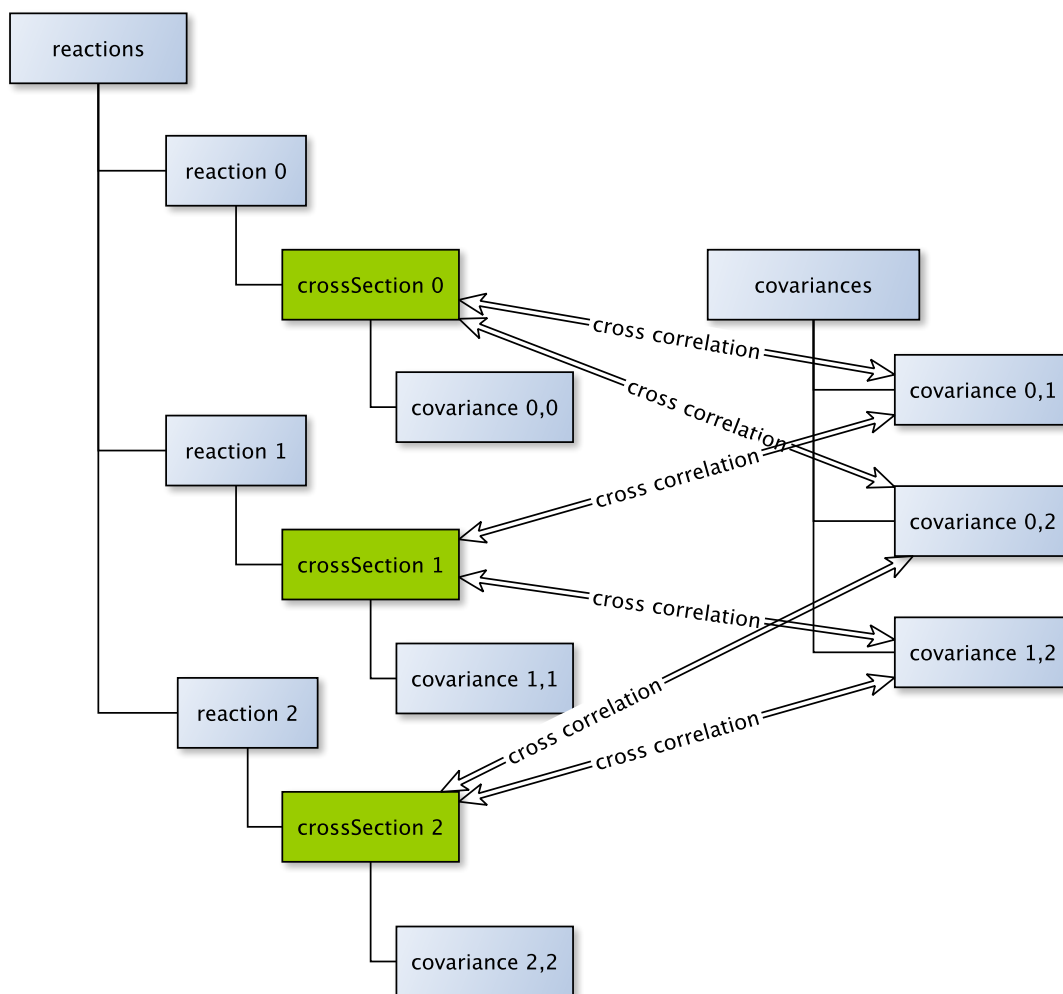 reactions
reaction 0
crossSection 0
covariances
cross correlation
covariance 0,1
cross correlation
covariance 0,0
reaction 1
cross correlation
covariance 0,2
crossSection 1
cross correlation
covariance 1,2
covariance 1,1
reaction 2
cross correlation
cross correlation
crossSection 2
covariance 2,2